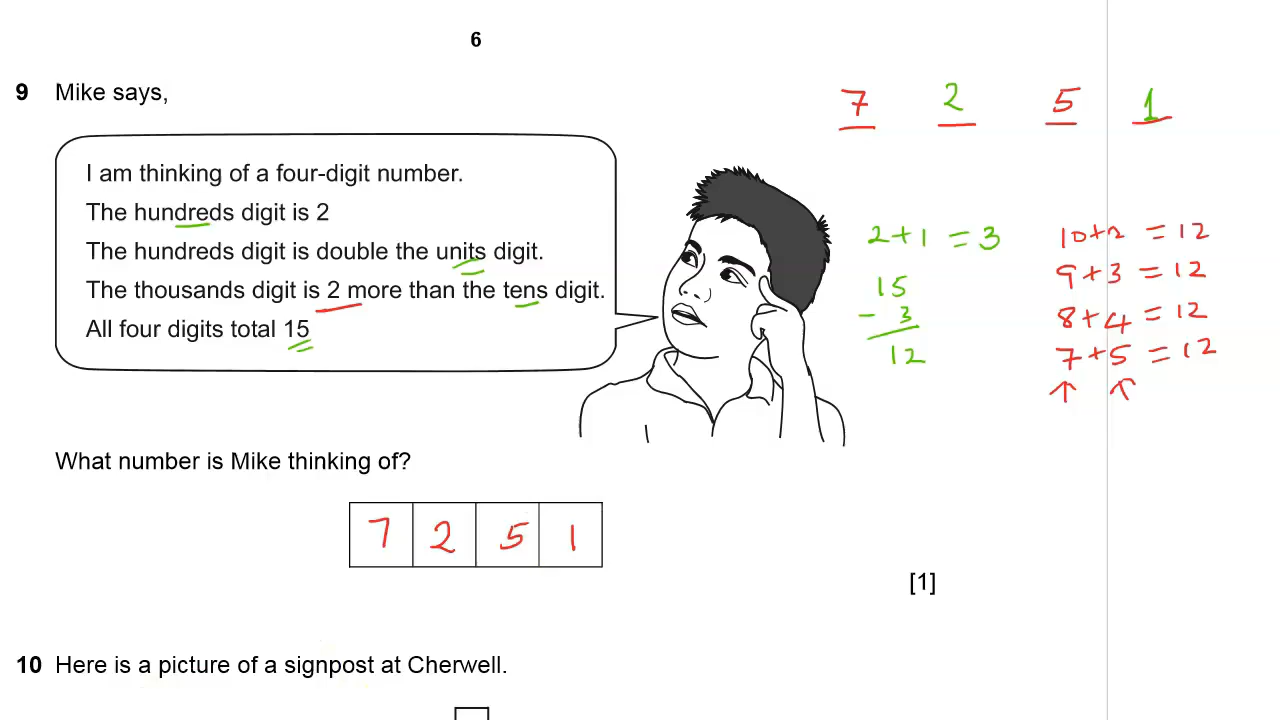 6
9 Mike says,
7 2 5 1
I am thinking of a four-digit number.
The hundreds digit is 2
The hundreds digit is double the units digit.
The thousands digit is 2 more than the tens digit.
All four digits total 15
2+1 = 3
15
- 3
12
10+2 = 12
9+3 = 12
8+4 = 12
7+5 = 12
What number is Mike thinking of?
7 2 5 1
[1]
10 Here is a picture of a signpost at Cherwell.